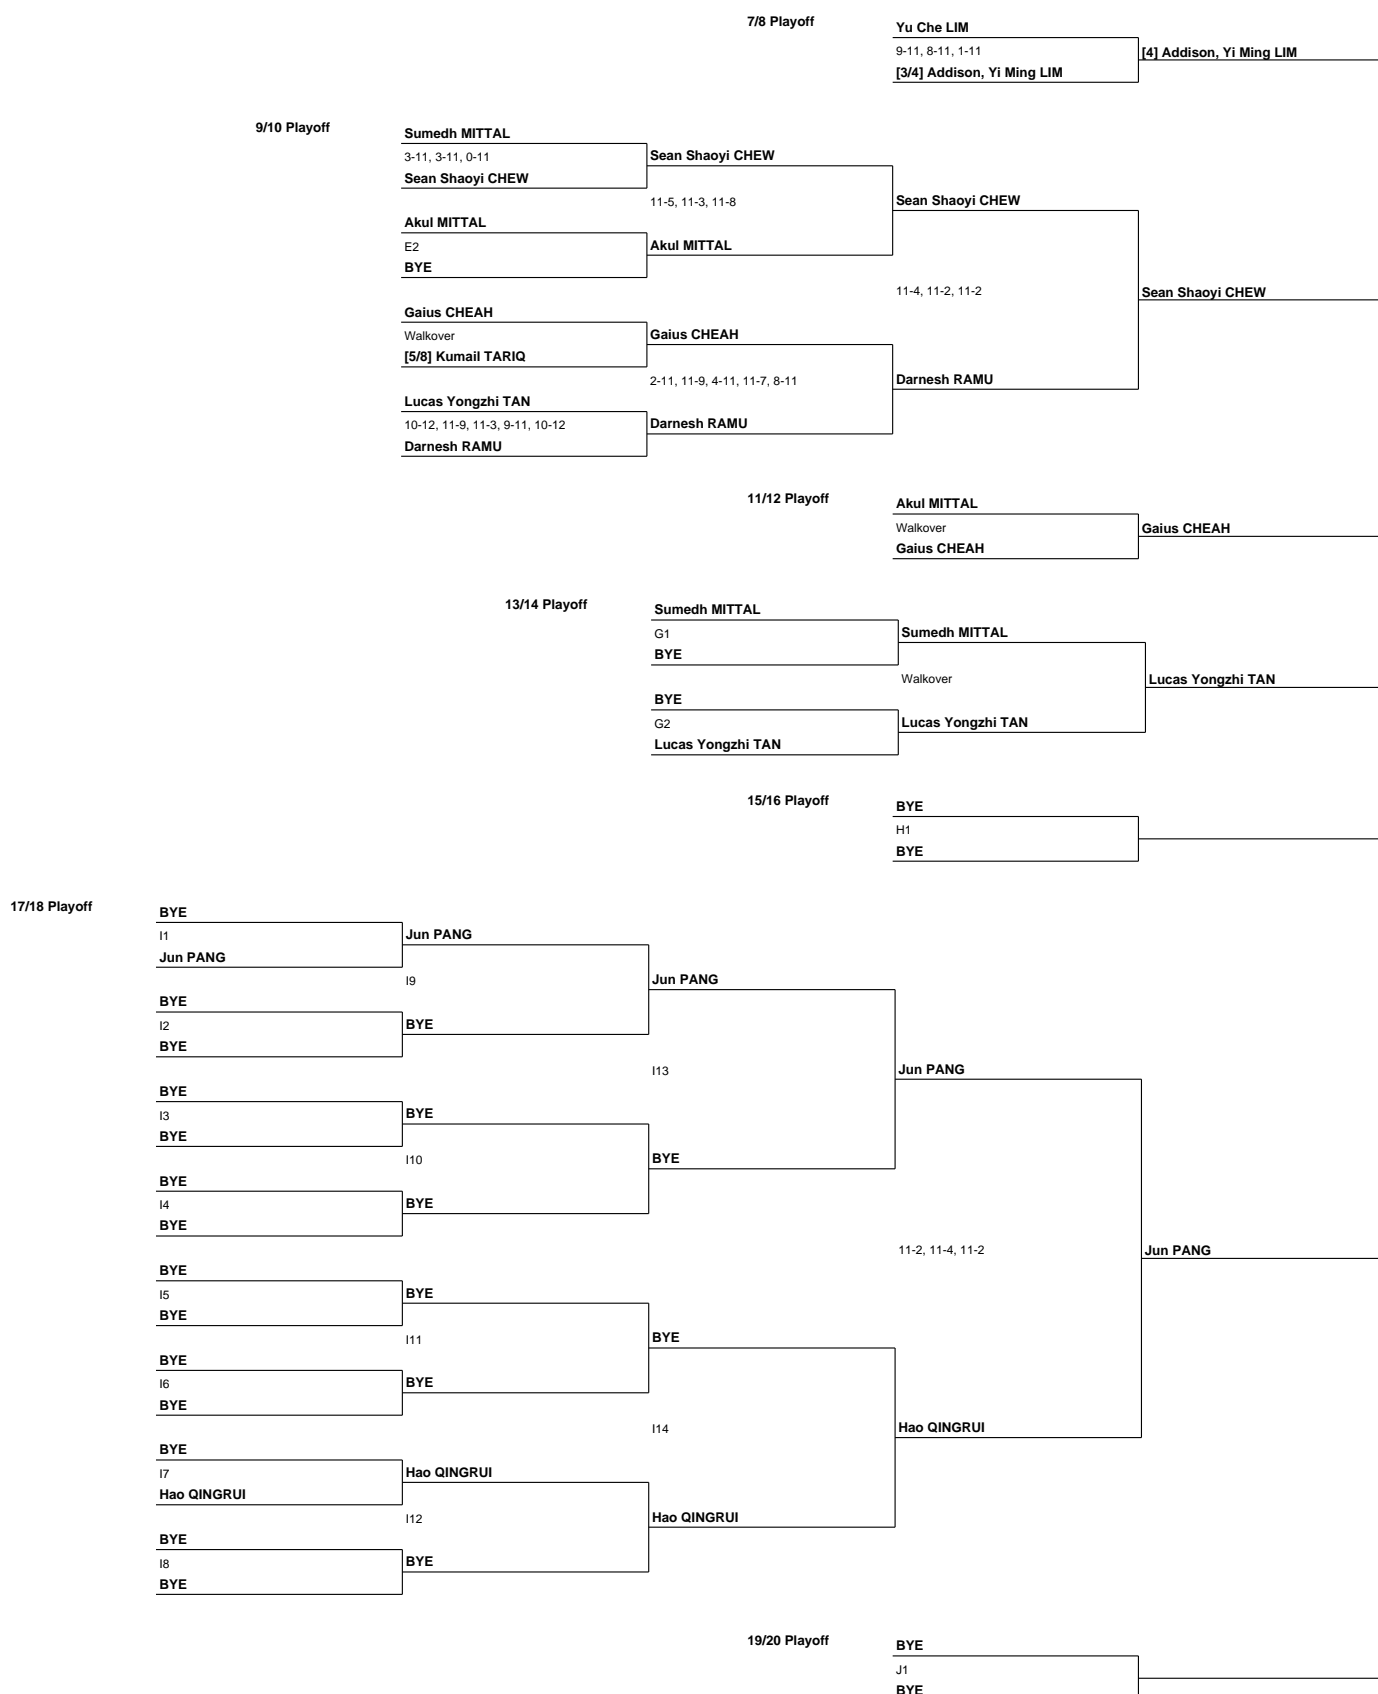 7/8 Playoff
Yu Che LIM
9-11, 8-11, 1-11
[4] Addison, Yi Ming LIM
[3/4] Addison, Yi Ming LIM
9/10 Playoff
Sumedh MITTAL
3-11, 3-11, 0-11
Sean Shaoyi CHEW
Sean Shaoyi CHEW
11-5, 11-3, 11-8
Sean Shaoyi CHEW
Akul MITTAL
E2
Akul MITTAL
BYE
11-4, 11-2, 11-2
Sean Shaoyi CHEW
Gaius CHEAH
Walkover
Gaius CHEAH
[5/8] Kumail TARIQ
2-11, 11-9, 4-11, 11-7, 8-11
Darnesh RAMU
Lucas Yongzhi TAN
10-12, 11-9, 11-3, 9-11, 10-12
Darnesh RAMU
Darnesh RAMU
11/12 Playoff
Akul MITTAL
Walkover
Gaius CHEAH
Gaius CHEAH
13/14 Playoff
Sumedh MITTAL
G1
Sumedh MITTAL
BYE
Walkover
Lucas Yongzhi TAN
BYE
G2
Lucas Yongzhi TAN
Lucas Yongzhi TAN
15/16 Playoff
BYE
H1
BYE
17/18 Playoff
BYE
I1
Jun PANG
Jun PANG
I9
Jun PANG
BYE
I2
BYE
BYE
I13
Jun PANG
BYE
I3
BYE
BYE
I10
BYE
BYE
I4
BYE
BYE
11-2, 11-4, 11-2
Jun PANG
BYE
I5
BYE
BYE
I11
BYE
BYE
I6
BYE
BYE
I14
Hao QINGRUI
BYE
I7
Hao QINGRUI
Hao QINGRUI
I12
Hao QINGRUI
BYE
I8
BYE
BYE
19/20 Playoff
BYE
J1
BYE